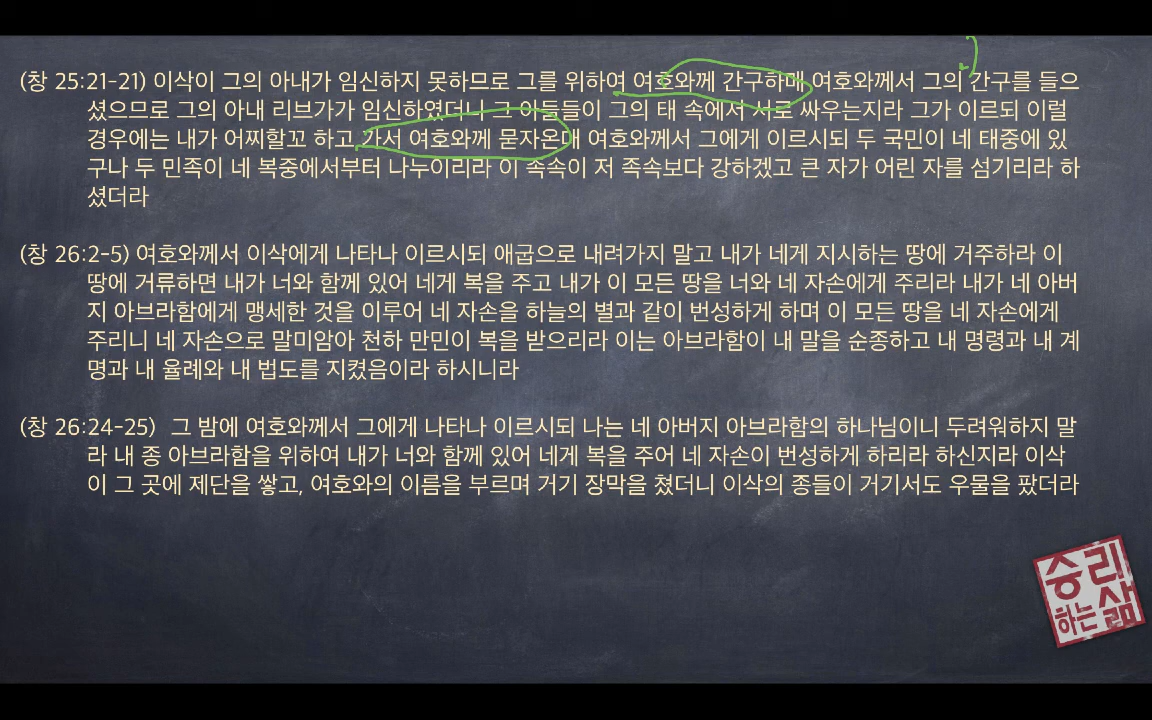 (창 25:21-21) 이삭이 그의 아내가 임신하지 못하므로 그를 위하여 여호와께 간구하매 여호와께서 그의 간구를 들으
셨으므로 그의 아내 리브가가 임신하였더니 그 아들들이 그의 태 속에서 서로 싸우는지라 그가 이르되 이럴
경우에는 내가 어찌할꼬 하고 가서 여호와께 묻자온대 여호와께서 그에게 이르시되 두 국민이 네 태중에 있
구나 두 민족이 네 복중에서부터 나누이리라 이 족속이 저 족속보다 강하겠고 큰 자가 어린 자를 섬기리라 하
셨더라
(창 26:2-5) 여호와께서 이삭에게 나타나 이르시되 애굽으로 내려가지 말고 내가 네게 지시하는 땅에 거주하라 이
땅에 거류하면 내가 너와 함께 있어 네게 복을 주고 내가 이 모든 땅을 너와 네 자손에게 주리라 내가 네 아버
지 아브라함에게 맹세한 것을 이루어 네 자손을 하늘의 별과 같이 번성하게 하며 이 모든 땅을 네 자손에게
주리니 네 자손으로 말미암아 천하 만민이 복을 받으리라 이는 아브라함이 내 말을 순종하고 내 명령과 내 계
명과 내 율례와 내 법도를 지켰음이라 하시니라
(창 26:24-25) 그 밤에 여호와께서 그에게 나타나 이르시되 나는 네 아버지 아브라함의 하나님이니 두려워하지 말
라 내 종 아브라함을 위하여 내가 너와 함께 있어 네게 복을 주어 네 자손이 번성하게 하리라 하신지라 이삭
이 그 곳에 제단을 쌓고, 여호와의 이름을 부르며 거기 장막을 쳤더니 이삭의 종들이 거기서도 우물을 팠더라
승리
하는 삶